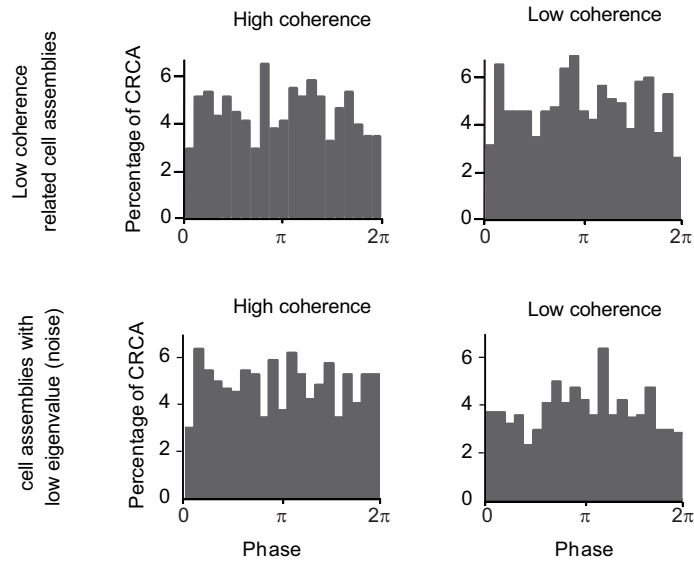 High coherence
Low coherence
Low coherence
related cell assemblies
Percentage of CRCA
6
4
2
0
0
π
2π
6
4
2
0
0
π
2π
High coherence
Low coherence
cell assemblies with
low eigenvalue (noise)
Percentage of CRCA
6
4
2
0
0
π
2π
Phase
6
4
2
0
0
π
2π
Phase